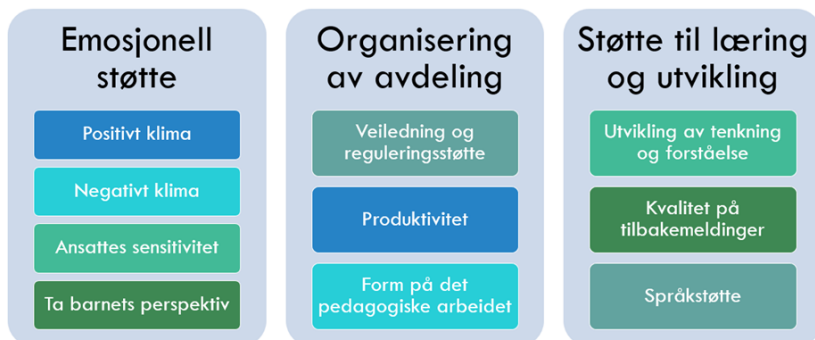 Emosjonell
støtte
Positivt klima
Negativt klima
Ansattes sensitivitet
Ta barnets perspektiv
Organisering
av avdeling
Veiledning og
reguleringsstøtte
Produktivitet
Form på det
pedagogiske arbeidet
Støtte til læring
og utvikling
Utvikling av tenkning
og forståelse
Kvalitet på
tilbakemeldinger
Språkstøtte